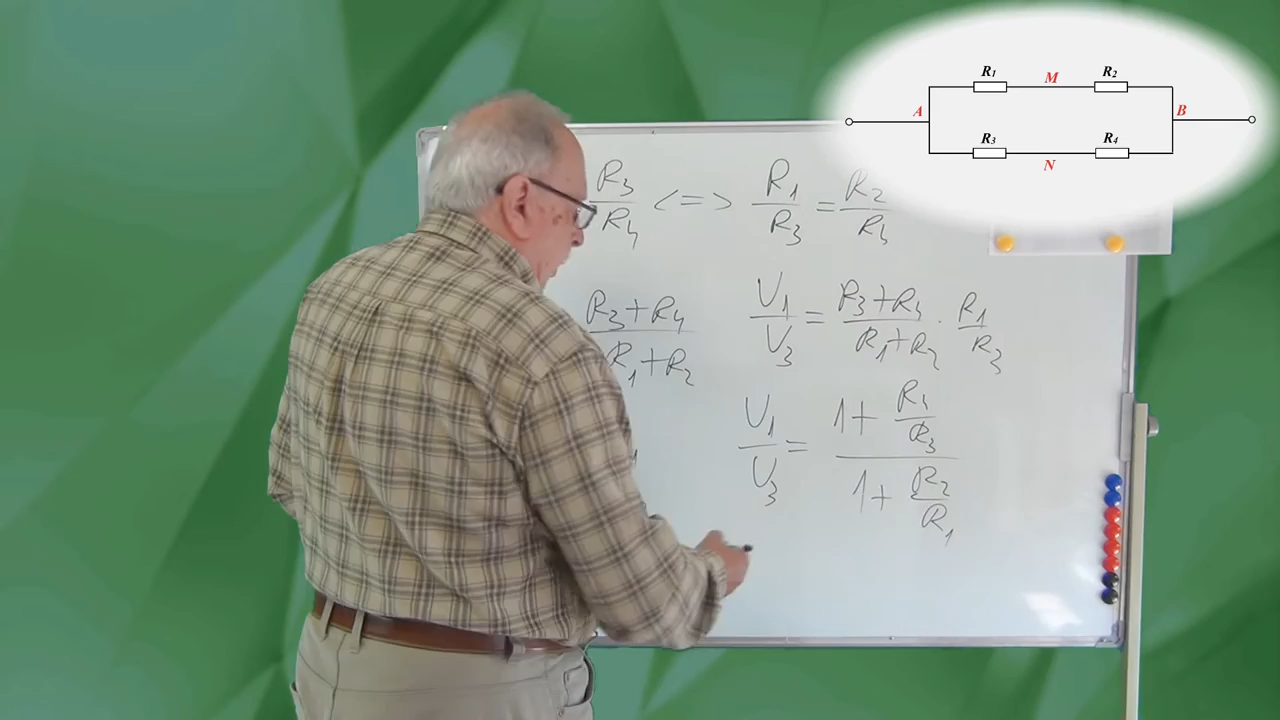 R1 M R2
A B
R3 N R4
R3/R4 <=> R1/R3 = R2/R4
R3+R4/R1+R2
U1/U3 = R3+R4/R1+R2 · R1/R3
U1/U3 = 1+ R4/R3 / 1+ R2/R1